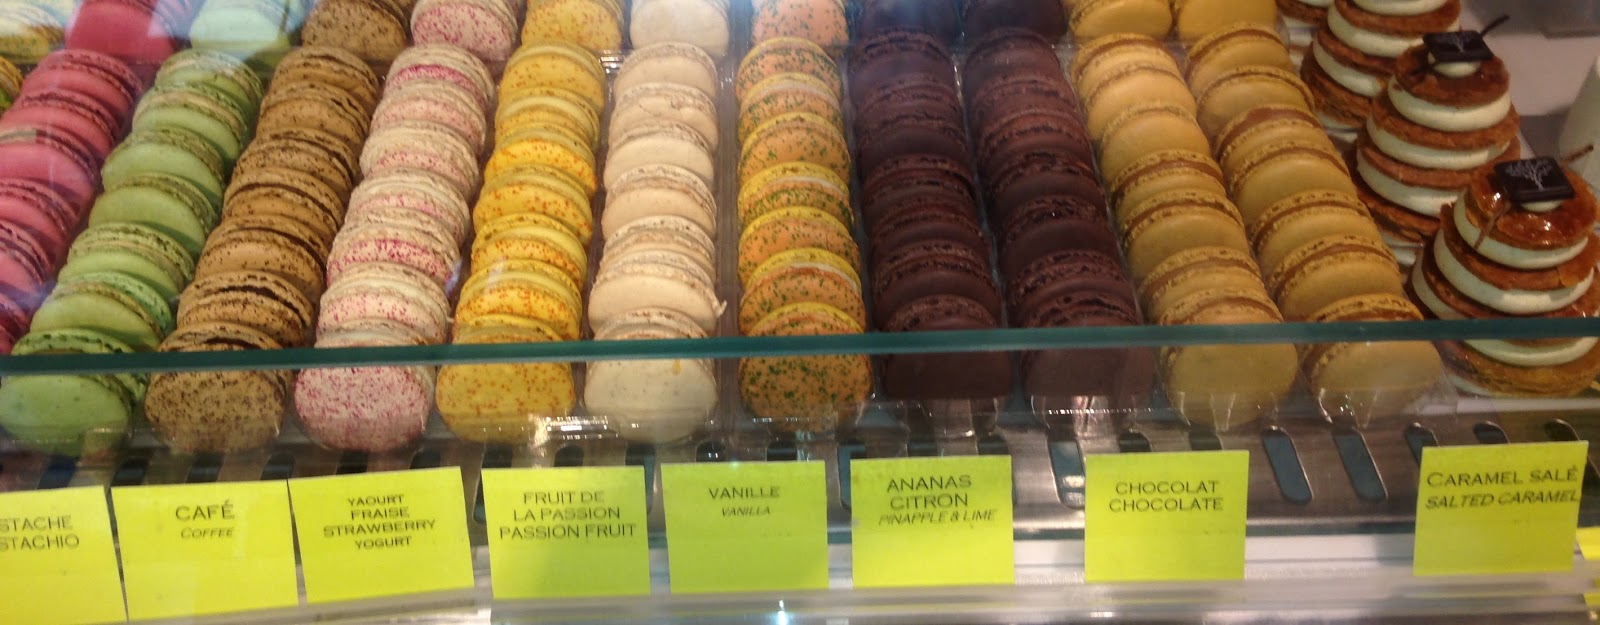 STACHE
STACHIO
CAFÉ
COFFEE
YAOURT
FRAISE
STRAWBERRY
YOGURT
FRUIT DE
LA PASSION
PASSION FRUIT
VANILLE
VANILLA
ANANAS
CITRON
PINAPPLE & LIME
CHOCOLAT
CHOCOLATE
CARAMEL SALÉ
SALTED CARAMEL